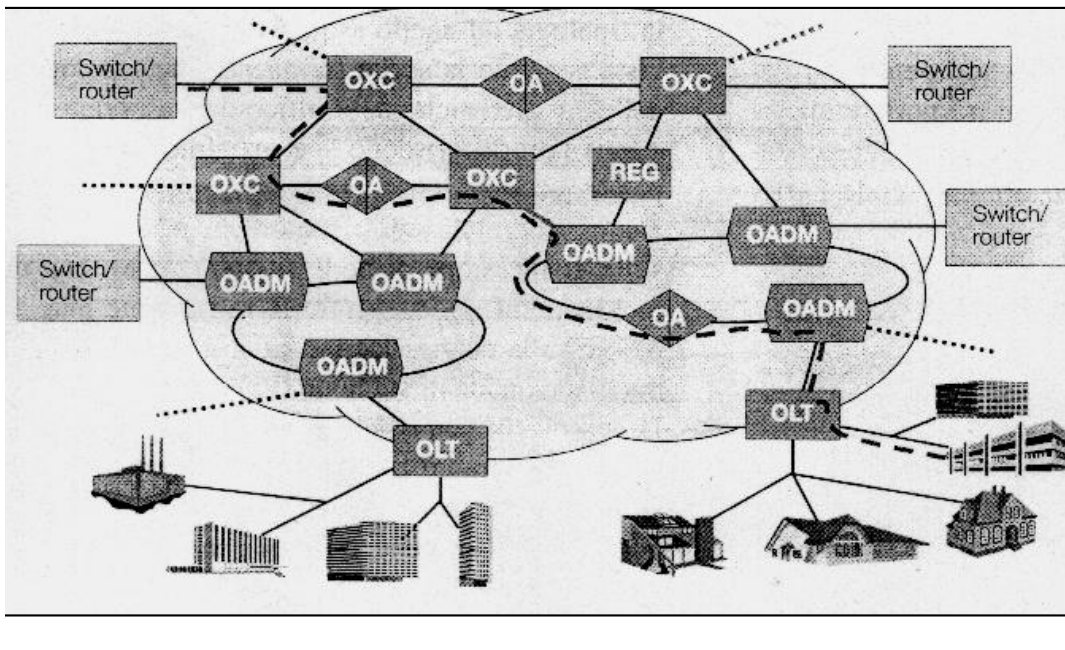 Switch/
router
OXC
OA
OXC
Switch/
router
OXC
OA
OXC
REG
Switch/
router
OADM
OADM
Switch/
router
OADM
OADM
OA
OADM
OADM
OLT
OLT